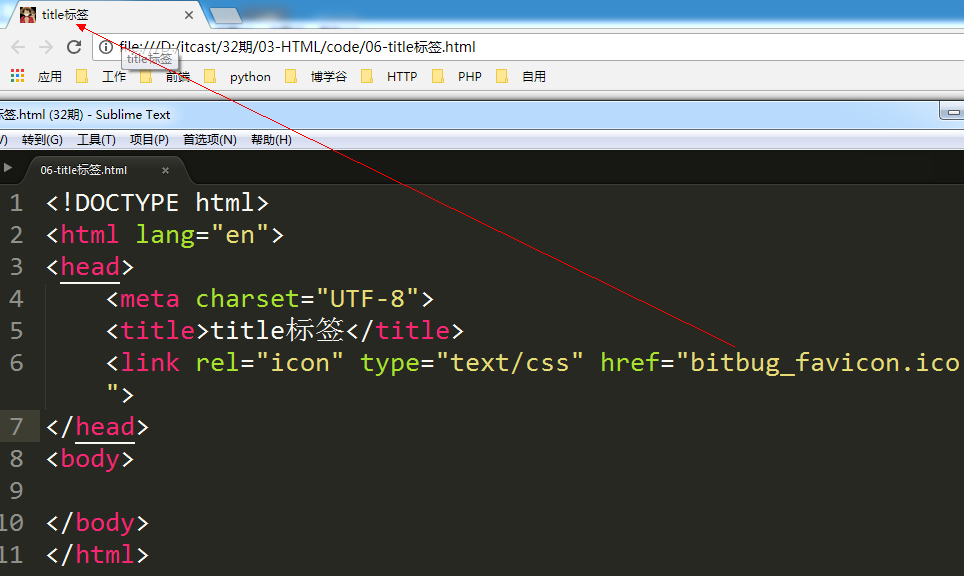 title标签
file:///D:/itcast/32期/03-HTML/code/06-title标签.html
title标签
应用 工作 前端 python 博学谷 HTTP PHP 自用
标签.html (32期) - Sublime Text
V) 转到(G) 工具(T) 项目(P) 首选项(N) 帮助(H)
06-title标签.html
1 <!DOCTYPE html>
2 <html lang="en">
3 <head>
4 <meta charset="UTF-8">
5 <title>title标签</title>
6 <link rel="icon" type="text/css" href="bitbug_favicon.ico
">
7 </head>
8 <body>
9
10 </body>
11 </html>